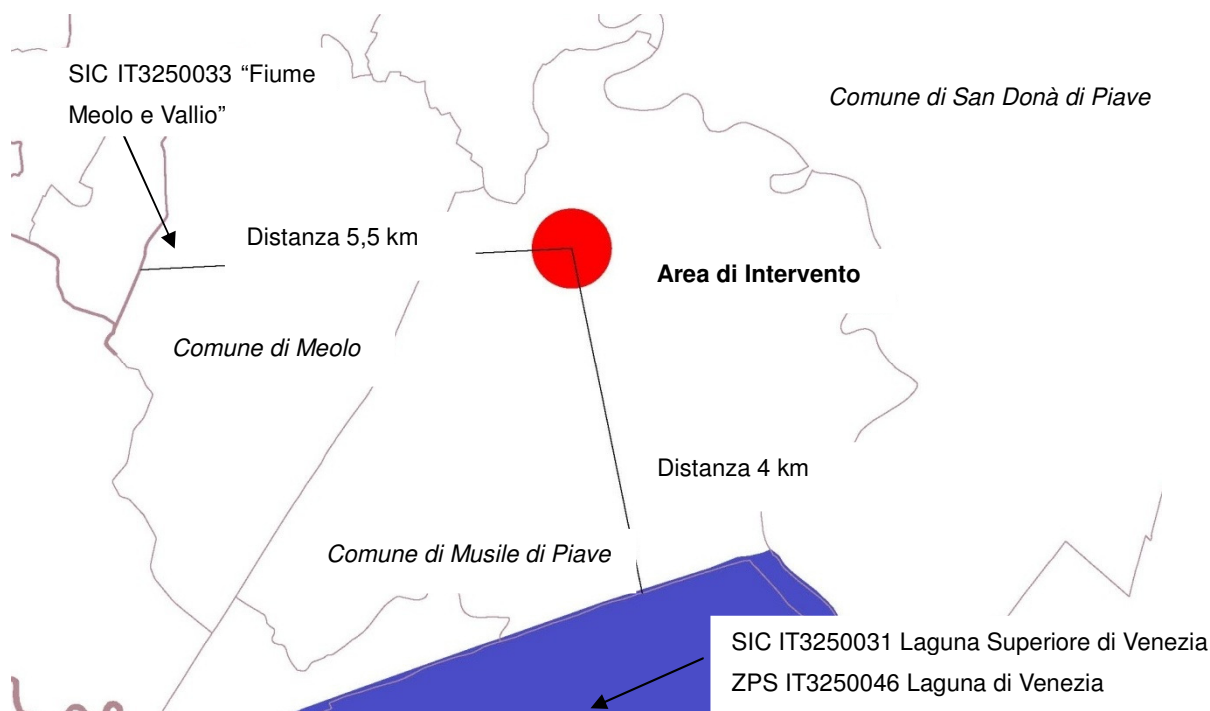 SIC IT3250033 “Fiume
Meolo e Vallio”
Comune di San Donà di Piave
Distanza 5,5 km
Area di Intervento
Comune di Meolo
Distanza 4 km
Comune di Musile di Piave
SIC IT3250031 Laguna Superiore di Venezia
ZPS IT3250046 Laguna di Venezia